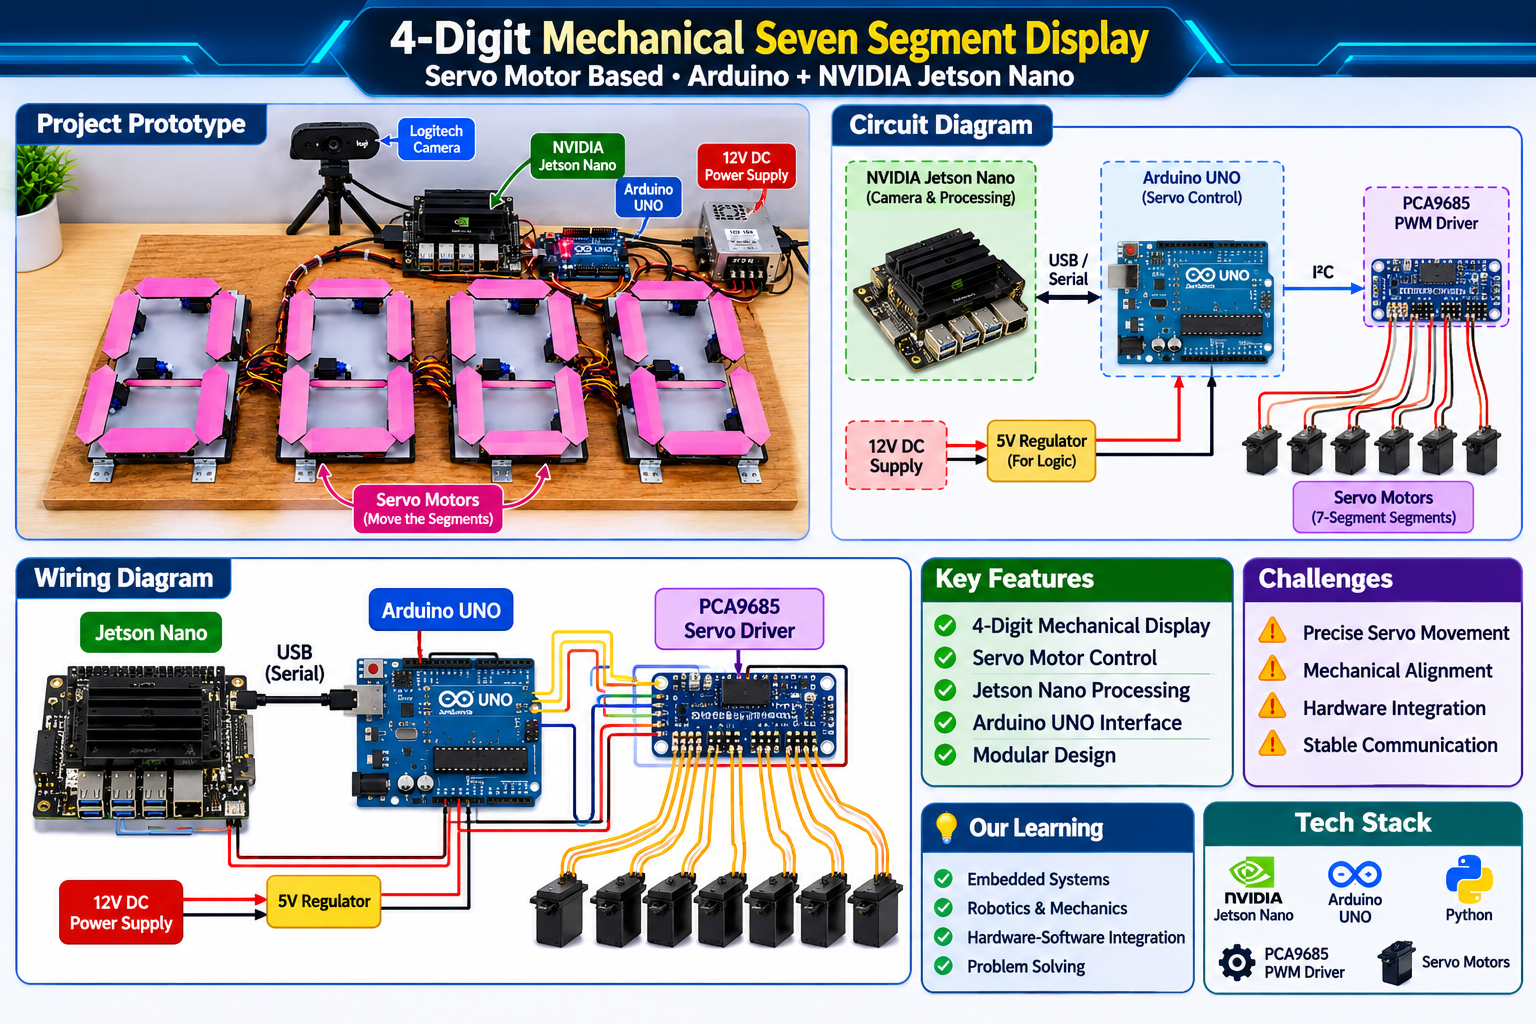 4-Digit Mechanical Seven Segment Display
Servo Motor Based • Arduino + NVIDIA Jetson Nano
Project Prototype
Logitech
Camera
NVIDIA
Jetson Nano
Arduino
UNO
12V DC
Power Supply
UNO
Servo Motors
(Move the Segments)
Circuit Diagram
NVIDIA Jetson Nano
(Camera & Processing)
USB /
Serial
Arduino UNO
(Servo Control)
UNO
I²C
PCA9685
PWM Driver
12V DC
Supply
5V Regulator
(For Logic)
Servo Motors
(7-Segment Segments)
Wiring Diagram
Jetson Nano
USB
(Serial)
Arduino UNO
UNO
PCA9685
Servo Driver
12V DC
Power Supply
5V Regulator
Key Features
4-Digit Mechanical Display
Servo Motor Control
Jetson Nano Processing
Arduino UNO Interface
Modular Design
Challenges
Precise Servo Movement
Mechanical Alignment
Hardware Integration
Stable Communication
Our Learning
Embedded Systems
Robotics & Mechanics
Hardware-Software Integration
Problem Solving
Tech Stack
NVIDIA
Jetson Nano
Arduino
UNO
Python
PCA9685
PWM Driver
Servo Motors